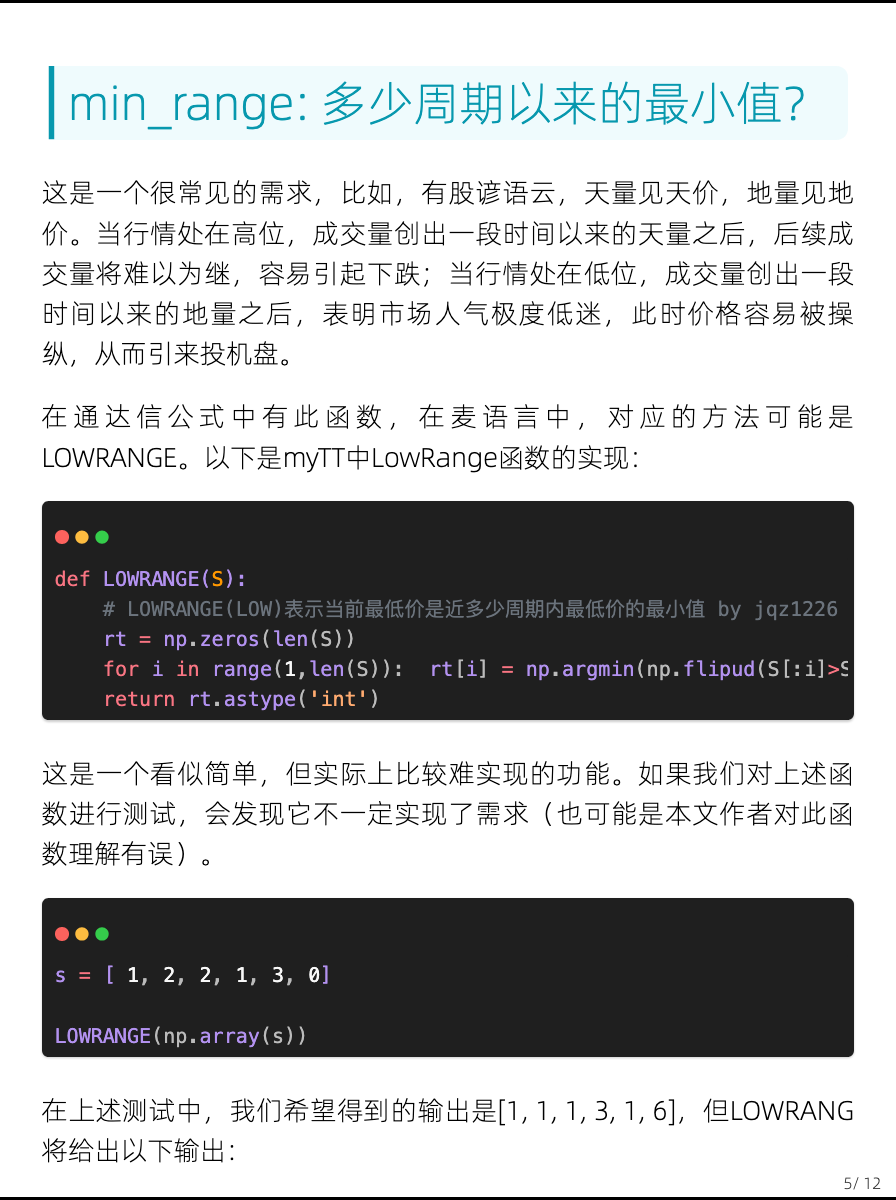 min_range: 多少周期以来的最小值？
这是一个很常见的需求，比如，有股谚语云，天量见天价，地量见地
价。当行情处在高位，成交量创出一段时间以来的天量之后，后续成
交量将难以为继，容易引起下跌；当行情处在低位，成交量创出一段
时间以来的地量之后，表明市场人气极度低迷，此时价格容易被操
纵，从而引来投机盘。
在通达信公式中有此函数，在麦语言中，对应的方法可能是
LOWRANGE。以下是myTT中LowRange函数的实现：
def LOWRANGE(S):
    # LOWRANGE(LOW)表示当前最低价是近多少周期内最低价的最小值 by jqz1226
    rt = np.zeros(len(S))
    for i in range(1,len(S)):  rt[i] = np.argmin(np.flipud(S[:i]>S
    return rt.astype('int')
这是一个看似简单，但实际上比较难实现的功能。如果我们对上述函
数进行测试，会发现它不一定实现了需求（也可能是本文作者对此函
数理解有误）。
s = [ 1, 2, 2, 1, 3, 0]
LOWRANGE(np.array(s))
在上述测试中，我们希望得到的输出是[1, 1, 1, 3, 1, 6]，但LOWRANG
将给出以下输出：
5/ 12